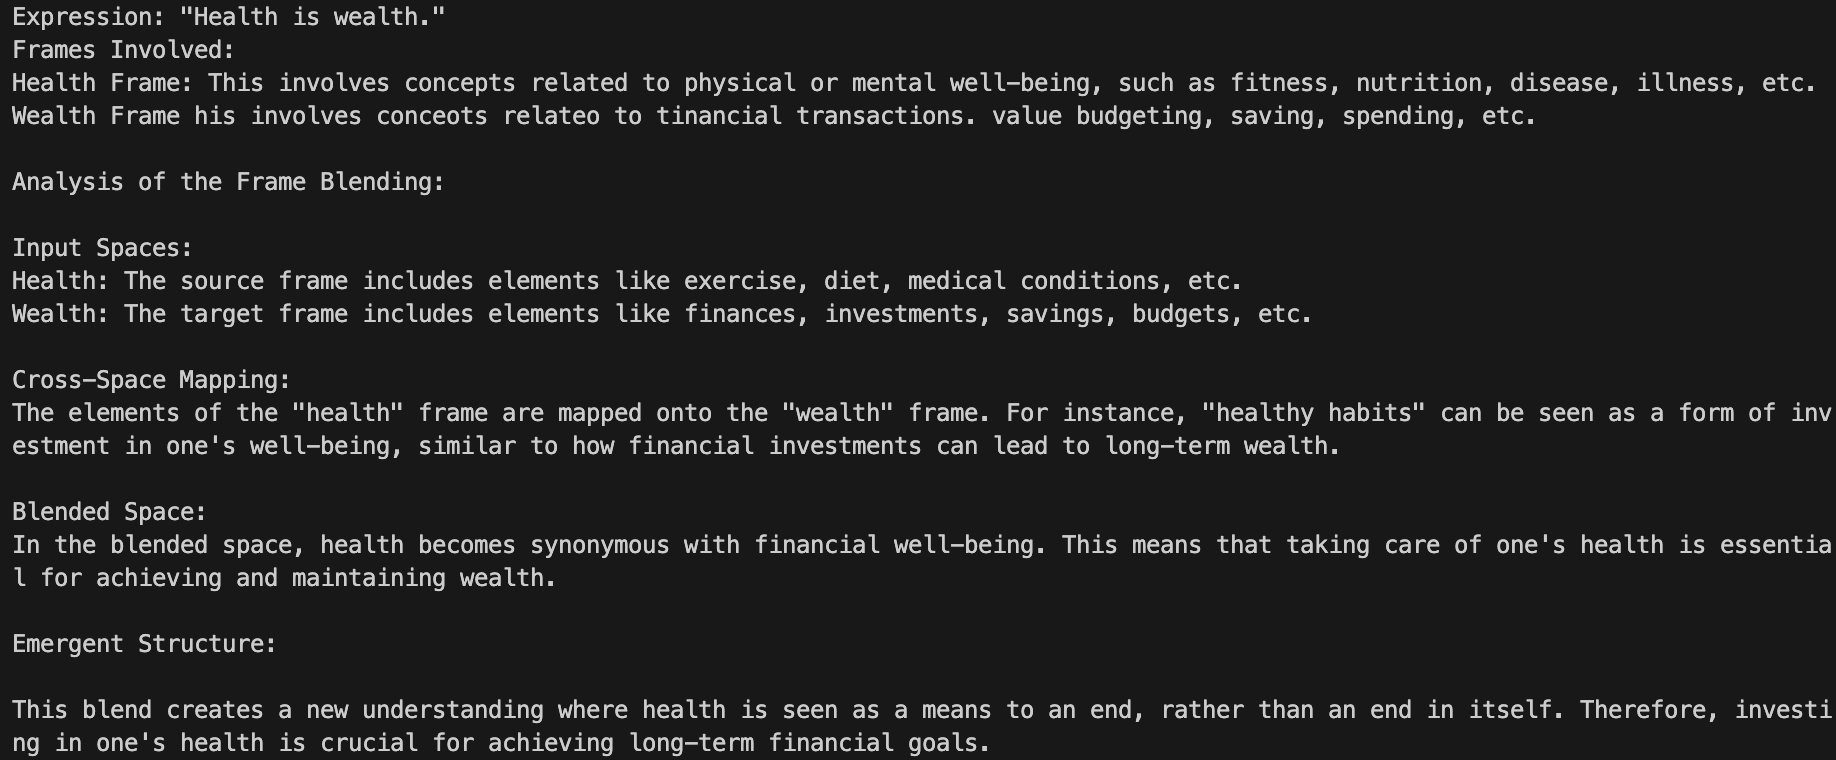 Expression: "Health is wealth."
Frames Involved:
Health Frame: This involves concepts related to physical or mental well-being, such as fitness, nutrition, disease, illness, etc.
Wealth Frame his involves conceots relateo to tinancial transactions. value budgeting, saving, spending, etc.
Analysis of the Frame Blending:
Input Spaces:
Health: The source frame includes elements like exercise, diet, medical conditions, etc.
Wealth: The target frame includes elements like finances, investments, savings, budgets, etc.
Cross-Space Mapping:
The elements of the "health" frame are mapped onto the "wealth" frame. For instance, "healthy habits" can be seen as a form of inv
estment in one's well-being, similar to how financial investments can lead to long-term wealth.
Blended Space:
In the blended space, health becomes synonymous with financial well-being. This means that taking care of one's health is essentia
l for achieving and maintaining wealth.
Emergent Structure:
This blend creates a new understanding where health is seen as a means to an end, rather than an end in itself. Therefore, investi
ng in one's health is crucial for achieving long-term financial goals.